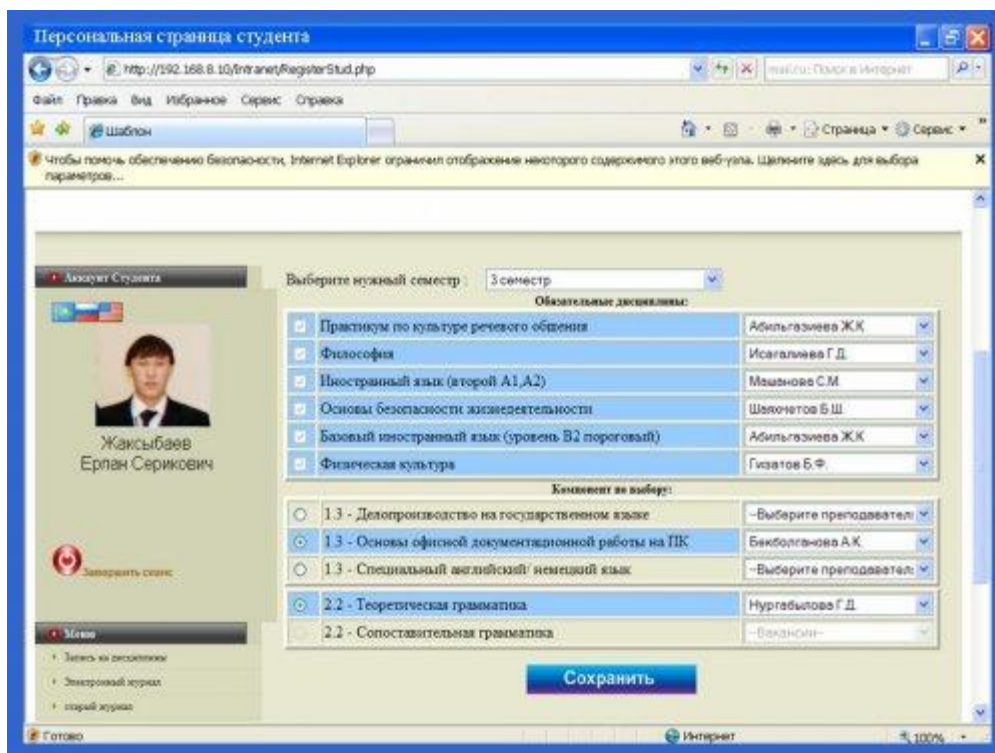 Персональная страница студента
http://192.168.8.10/Intranet/RegisterStud.php
mail.ru: Поиск в Интернет
Файл Правка Вид Избранное Сервис Справка
Шаблон
Страница Сервис
Чтобы помочь обеспечению безопасности, Internet Explorer ограничил отображение некоторого содержимого этого веб-узла. Щелкните здесь для выбора
параметров...
Аккаунт Студента
Выберите нужный семестр : 3 семестр
Обязательные дисциплины:
Практикум по культуре речевого общения Абильгазиева Ж.К
Философия Исагалиева Г.Д.
Иностранный язык (второй А1,А2) Машанова С.М.
Основы безопасности жизнедеятельности Б.Ш.
Базовый иностранный язык (уровень В2 пороговый) Абильгазиева Ж.К
Физическая культура Гизатов Б.Ф.
Жаксыбаев
Ерлан Серикович
Компонент по выбору:
1.3 - Делопроизводство на государственном языке --Выберите преподавател
1.3 - Основы офисной документационной работы на ПК Бекболганова А.К
1.3 - Специальный английский/ немецкий язык --Выберите преподавател
2.2 - Теоретическая грамматика Нургабылова Г.Д.
2.2 - Сопоставительная грамматика --Вакансии--
Завершить сеанс
Меню
Запись на дисциплины
Электронный журнал
старый журнал
Сохранить
Готово Интернет 100%